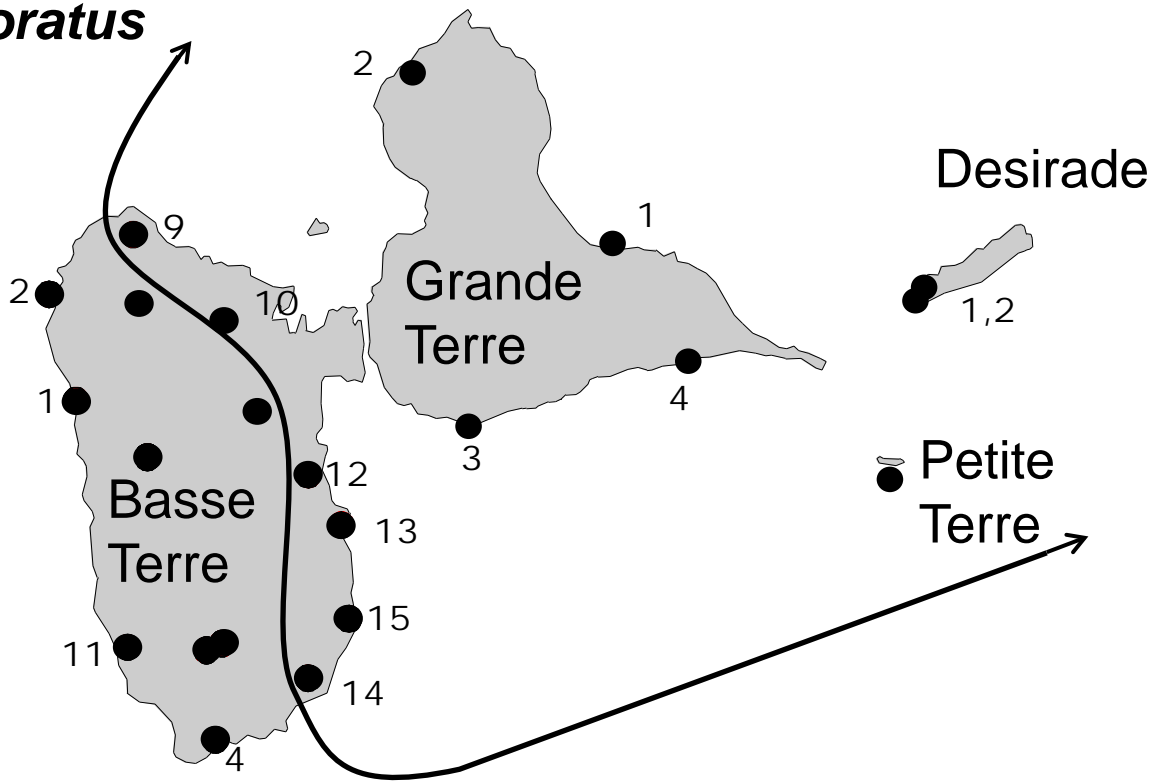 oratus
2
Desirade
1
9
Grande
Terre
2
10
1,2
1
4
3
Petite
Terre
12
Basse
Terre
13
15
11
14
4